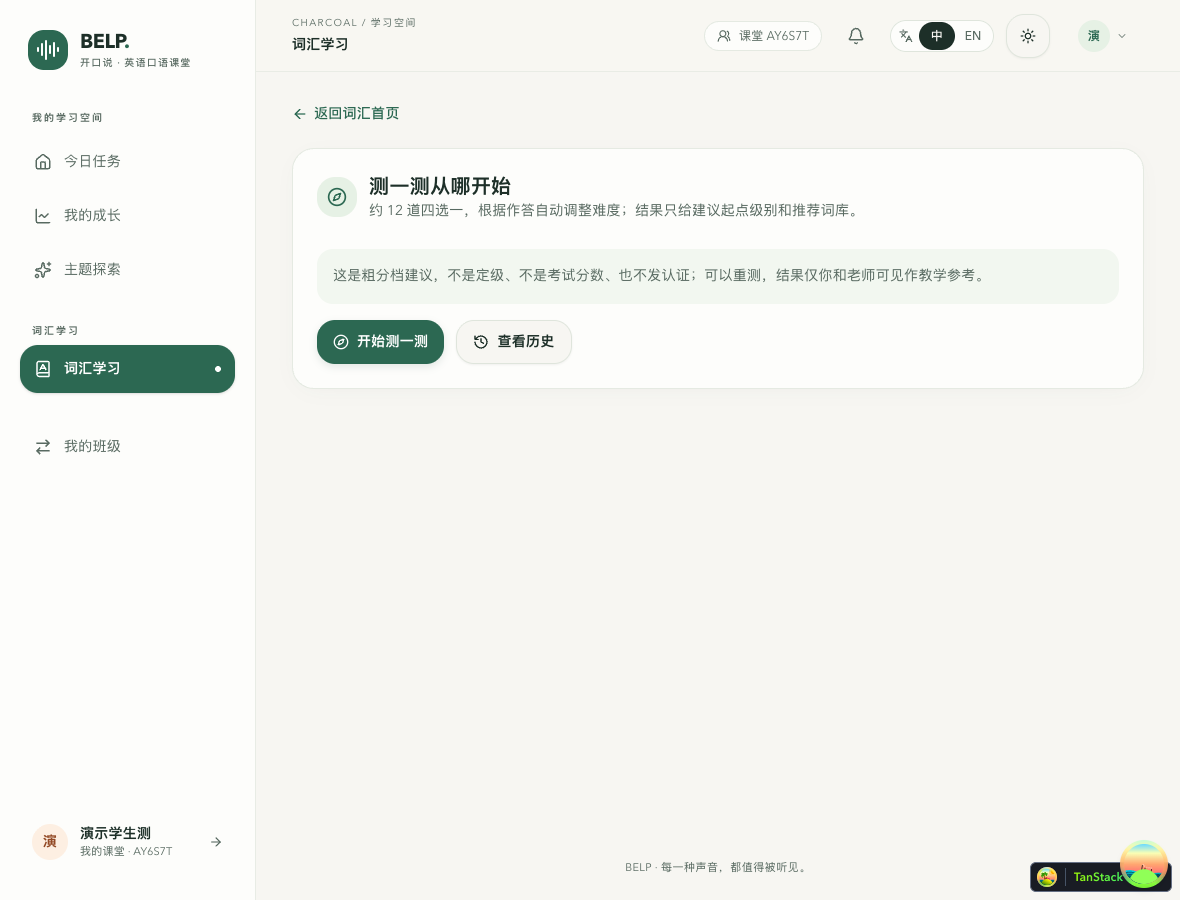 BELP.
开口说 · 英语口语课堂
我的学习空间
今日任务
我的成长
主题探索
词汇学习
词汇学习
我的班级
演
演示学生测
我的课堂 · AY6S7T
CHARCOAL / 学习空间
词汇学习
课堂 AY6S7T
中
EN
演
返回词汇首页
测一测从哪开始
约 12 道四选一，根据作答自动调整难度；结果只给建议起点级别和推荐词库。
这是粗分档建议，不是定级、不是考试分数、也不发认证；可以重测，结果仅你和老师可见作教学参考。
开始测一测
查看历史
BELP · 每一种声音，都值得被听见。
TanStack